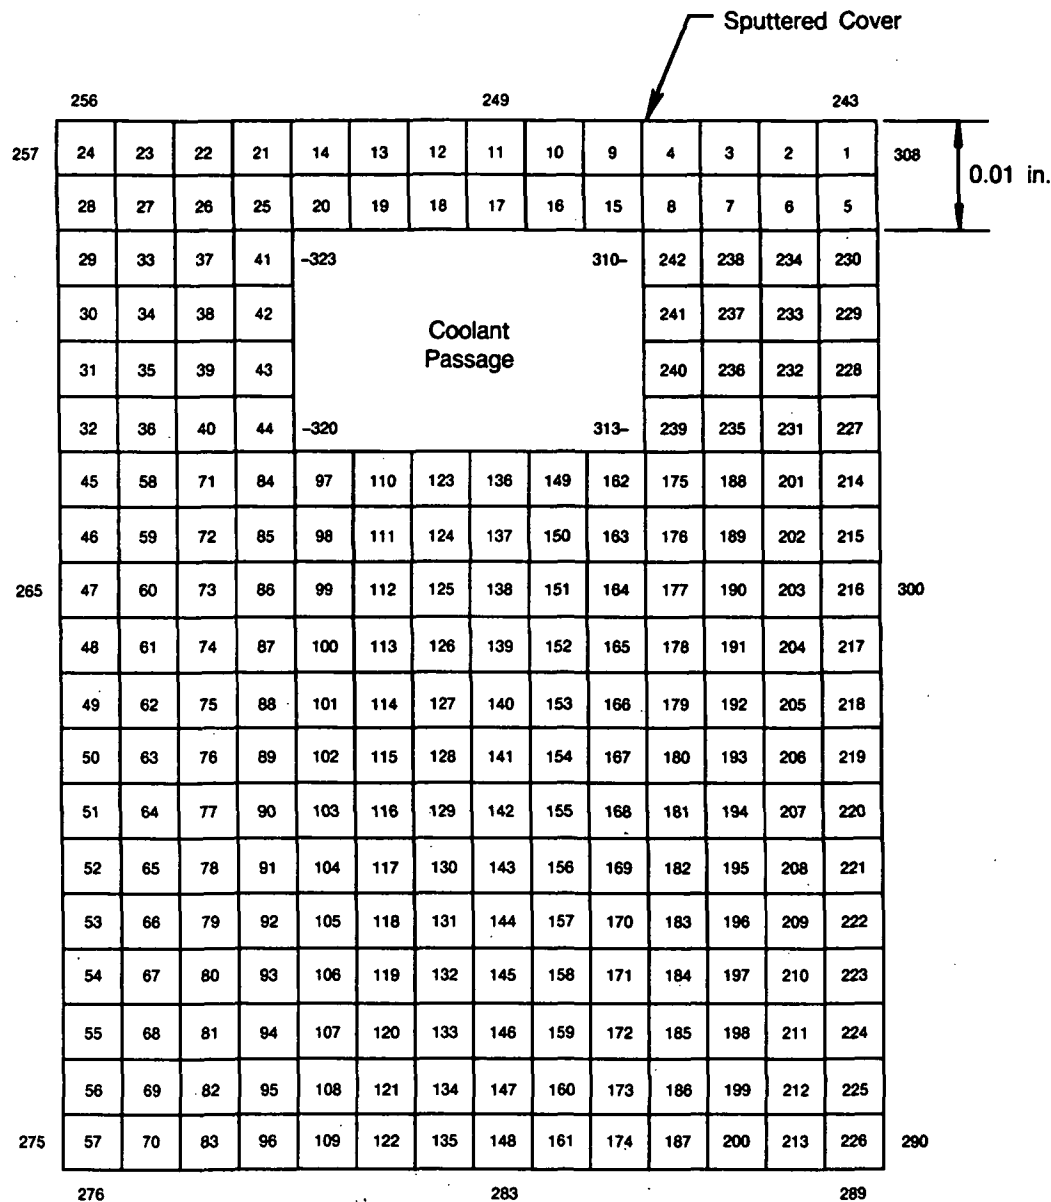 Sputtered Cover
256 249 243
257 24 23 22 21 14 13 12 11 10 9 4 3 2 1 308
0.01 in.
28 27 26 25 20 19 18 17 16 15 8 7 6 5
29 33 37 41 -323 310- 242 238 234 230
30 34 38 42 241 237 233 229
Coolant
Passage
31 35 39 43 240 236 232 228
32 36 40 44 -320 313- 239 235 231 227
45 58 71 84 97 110 123 136 149 162 175 188 201 214
46 59 72 85 98 111 124 137 150 163 176 189 202 215
265 47 60 73 86 99 112 125 138 151 164 177 190 203 216 300
48 61 74 87 100 113 126 139 152 165 178 191 204 217
49 62 75 88 101 114 127 140 153 166 179 192 205 218
50 63 76 89 102 115 128 141 154 167 180 193 206 219
51 64 77 90 103 116 129 142 155 168 181 194 207 220
52 65 78 91 104 117 130 143 156 169 182 195 208 221
53 66 79 92 105 118 131 144 157 170 183 196 209 222
54 67 80 93 106 119 132 145 158 171 184 197 210 223
55 68 81 94 107 120 133 146 159 172 185 198 211 224
56 69 82 95 108 121 134 147 160 173 186 199 212 225
275 57 70 83 96 109 122 135 148 161 174 187 200 213 226 290
276 283 289